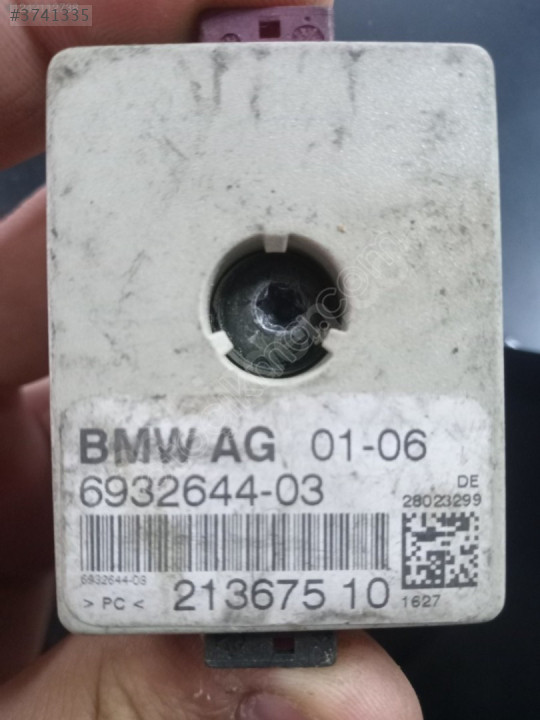 #3741335
BMW AG 01-06
6932644-03
DE
28023299
6932644-03
> PC < 213675 10
1627